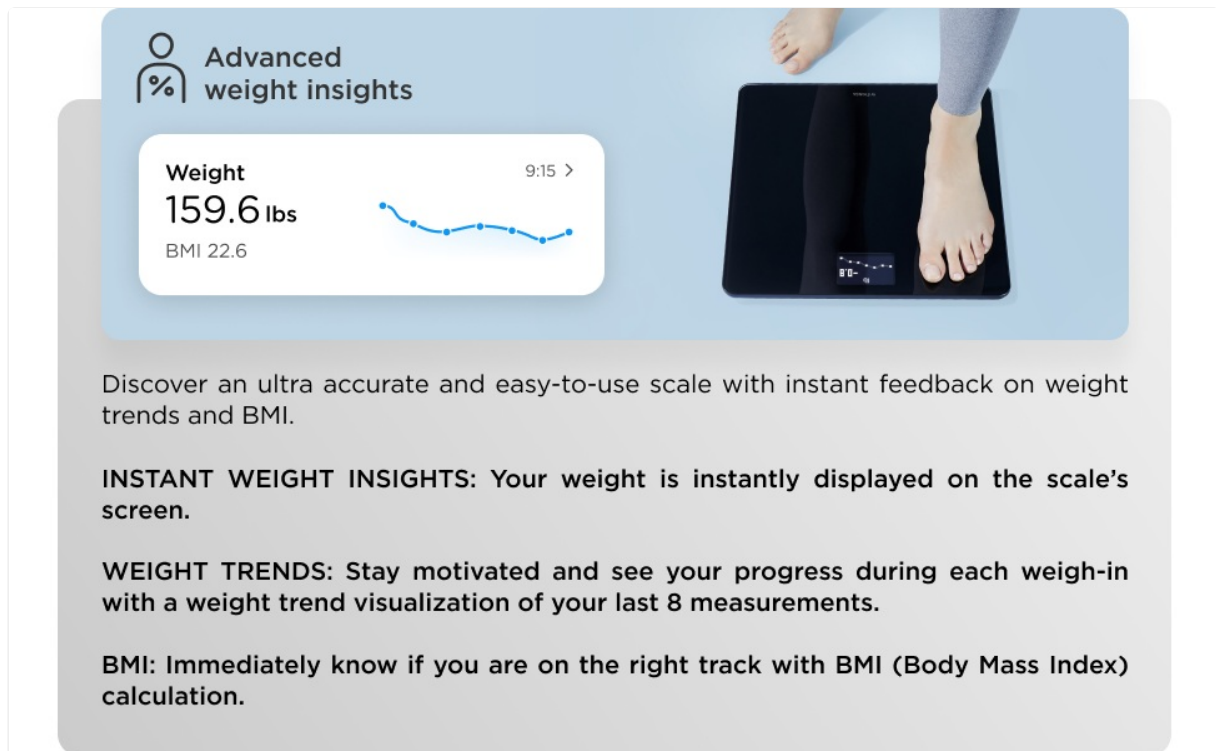 Advanced
weight insights
%
Weight
9:15 >
159.6 lbs
BMI 22.6
Discover an ultra accurate and easy-to-use scale with instant feedback on weight
trends and BMI.
INSTANT WEIGHT INSIGHTS: Your weight is instantly displayed on the scale’s
screen.
WEIGHT TRENDS: Stay motivated and see your progress during each weigh-in
with a weight trend visualization of your last 8 measurements.
BMI: Immediately know if you are on the right track with BMI (Body Mass Index)
calculation.